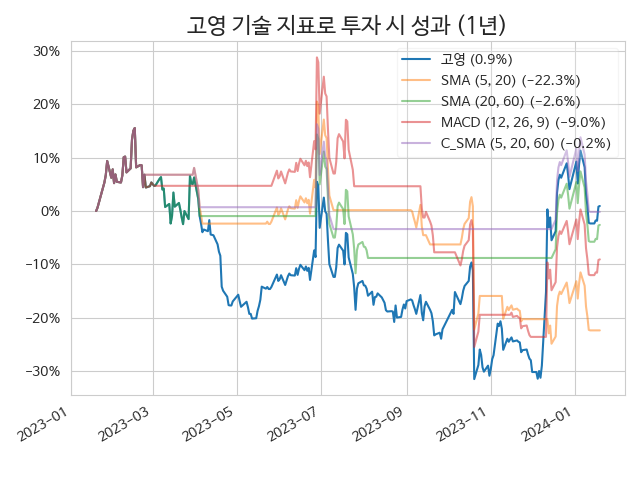 고영 기술 지표로 투자 시 성과 (1년)
30%
20%
10%
0%
−10%
−20%
−30%
고영 (0.9%)
SMA (5, 20) (−22.3%)
SMA (20, 60) (−2.6%)
MACD (12, 26, 9) (−9.0%)
C_SMA (5, 20, 60) (−0.2%)
2023−01
2023−03
2023−05
2023−07
2023−09
2023−11
2024−01